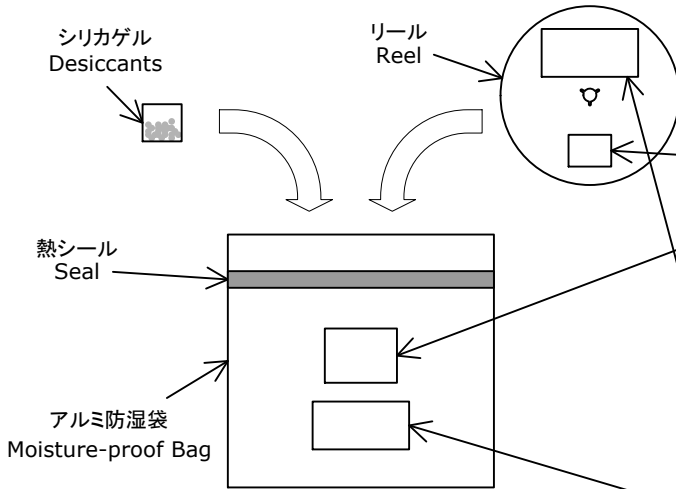 シリカゲル
Desiccants
リール
Reel
熱シール
Seal
アルミ防湿袋
Moisture-proof Bag